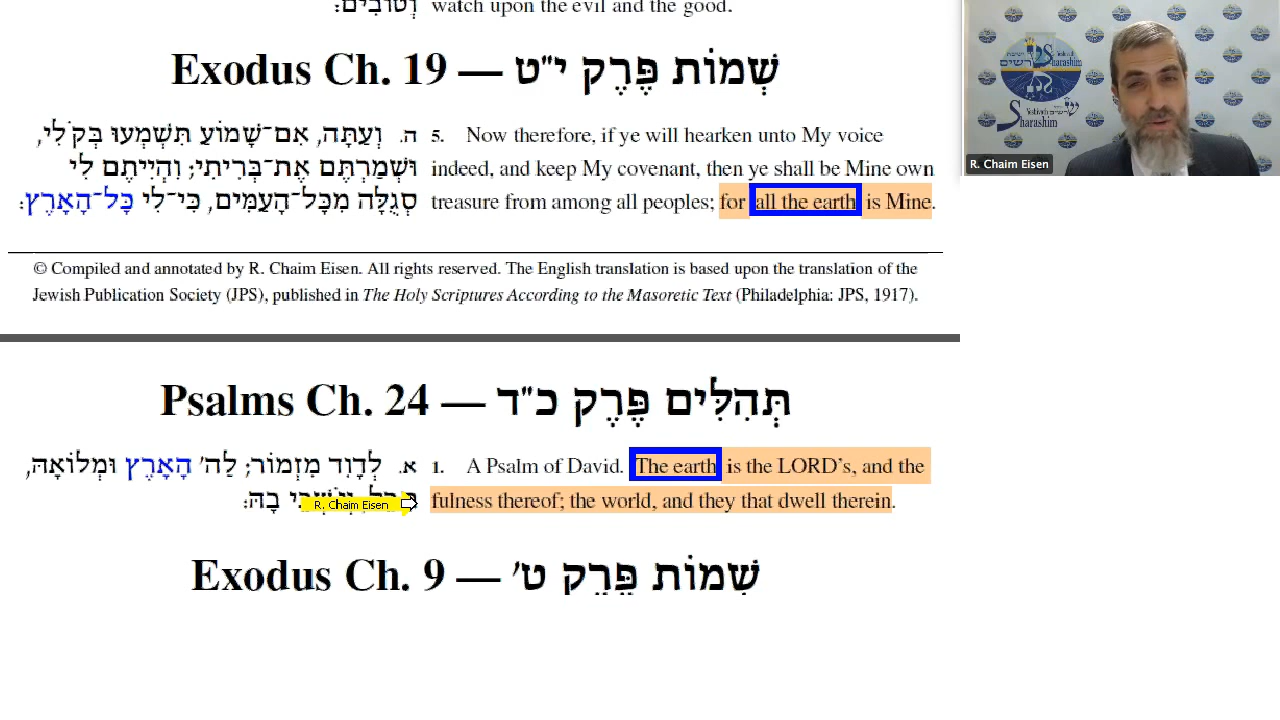 וְטוֹבִים: watch upon the evil and the good.
Exodus Ch. 19 — שְׁמוֹת פֶּרֶק י״ט
ה. וְעַתָּה, אִם־שָׁמוֹעַ תִּשְׁמְעוּ בְּקֹלִי,
וּשְׁמַרְתֶּם אֶת־בְּרִיתִי; וִהְיִיתֶם לִי
סְגֻלָּה מִכָּל־הָעַמִּים, כִּי־לִי כָּל־הָאָרֶץ:
5. Now therefore, if ye will hearken unto My voice
indeed, and keep My covenant, then ye shall be Mine own
treasure from among all peoples; for all the earth is Mine.
© Compiled and annotated by R. Chaim Eisen. All rights reserved. The English translation is based upon the translation of the
Jewish Publication Society (JPS), published in The Holy Scriptures According to the Masoretic Text (Philadelphia: JPS, 1917).
Psalms Ch. 24 — תְּהִלִּים פֶּרֶק כ״ד
א. לְדָוִד מִזְמוֹר; לַה׳ הָאָרֶץ וּמְלוֹאָהּ,
בָהּ:
1. A Psalm of David. The earth is the LORD's, and the
fulness thereof; the world, and they that dwell therein.
R. Chaim Eisen
Exodus Ch. 9 — שְׁמוֹת פֶּרֶק ט׳
Sharashim
Yeshivath שרשים
Sharashim
R. Chaim Eisen